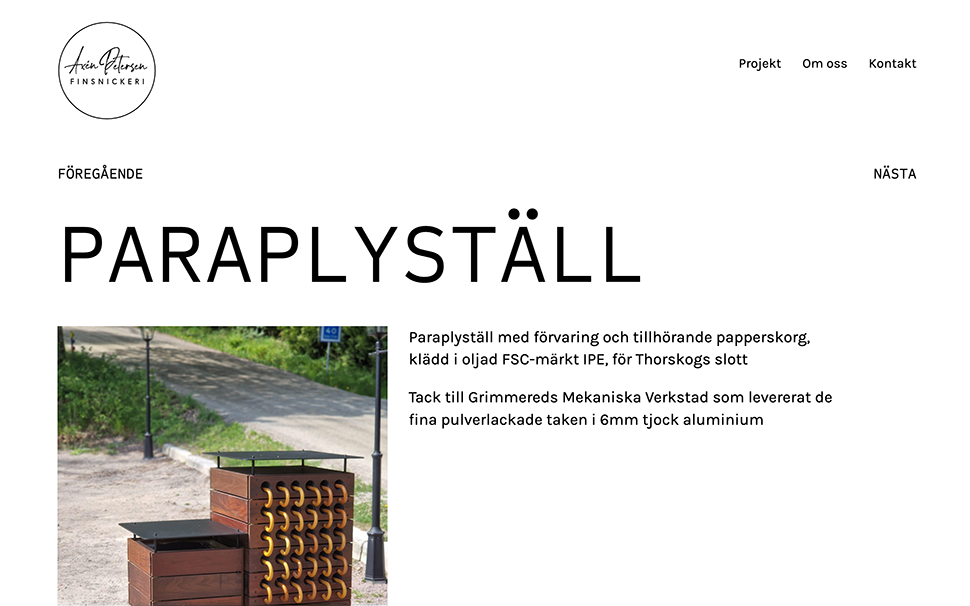 Axén Petersen
FINSNICKERI
Projekt Om oss Kontakt
FÖREGÅENDE NÄSTA
PARAPLYSTÄLL
40
Paraplyställ med förvaring och tillhörande papperskorg,
klädd i oljad FSC-märkt IPE, för Thorskogs slott
Tack till Grimmereds Mekaniska Verkstad som levererat de
fina pulverlackade taken i 6mm tjock aluminium